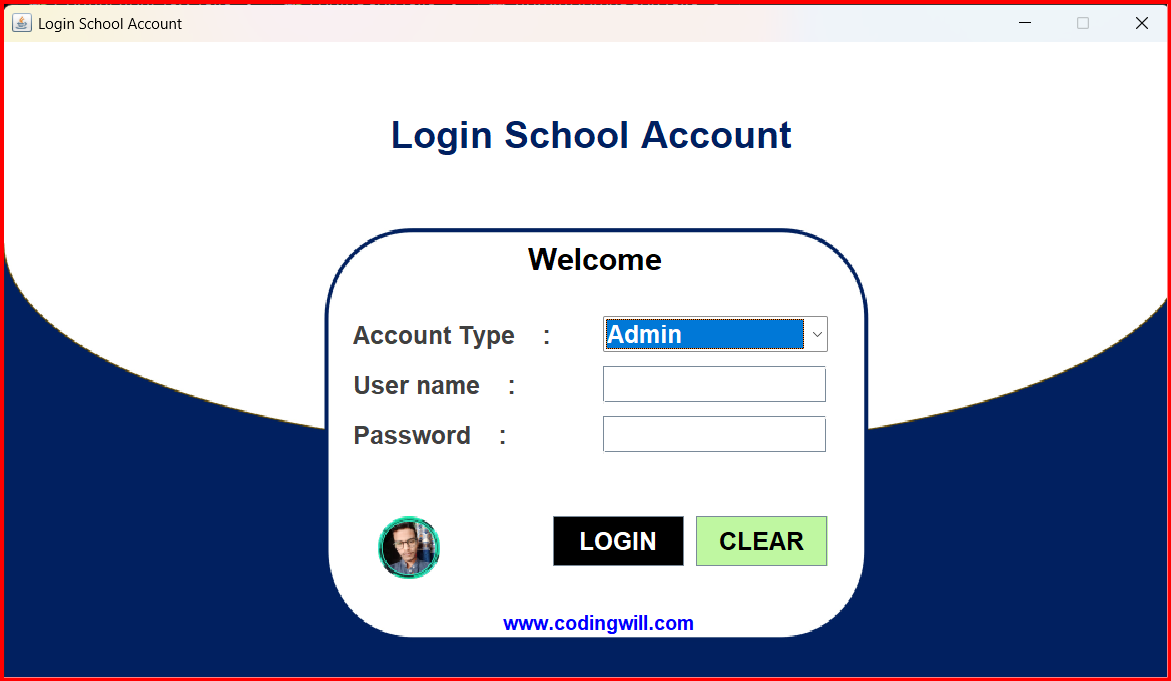 Login School Account
Login School Account
Welcome
Account Type :
Admin
User name :
Password :
LOGIN
CLEAR
www.codingwill.com